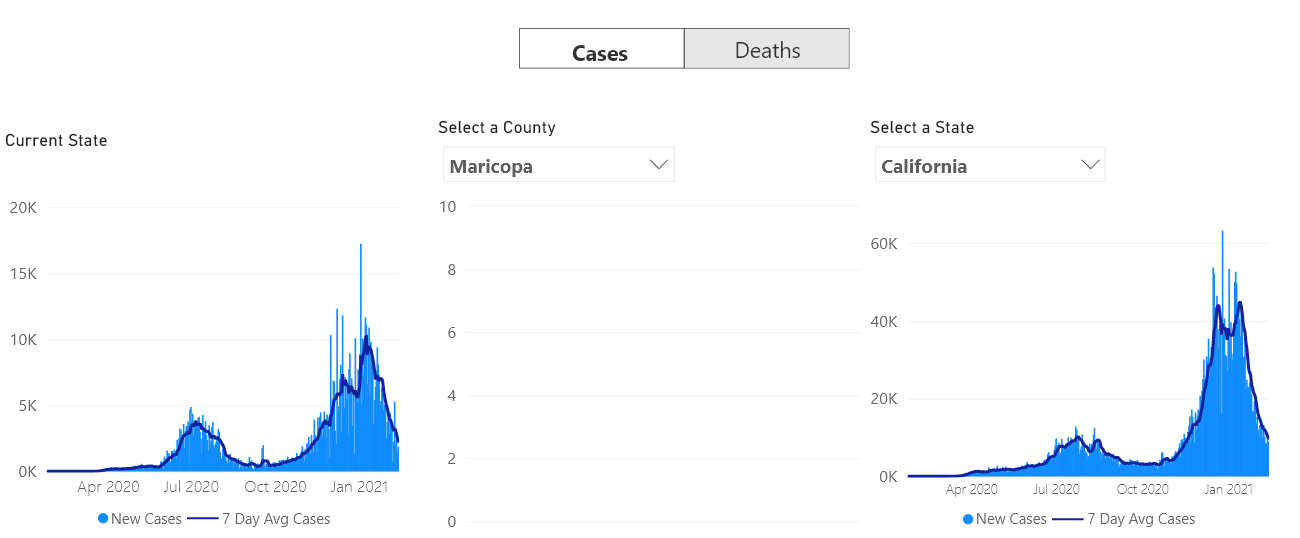 Cases
Deaths
Current State
Select a County
Select a State
Maricopa
California
20K
15K
10K
5K
0K
Apr 2020
Jul 2020
Oct 2020
Jan 2021
New Cases
7 Day Avg Cases
10
8
6
4
2
0
60K
40K
20K
0K
Apr 2020
Jul 2020
Oct 2020
Jan 2021
New Cases
7 Day Avg Cases